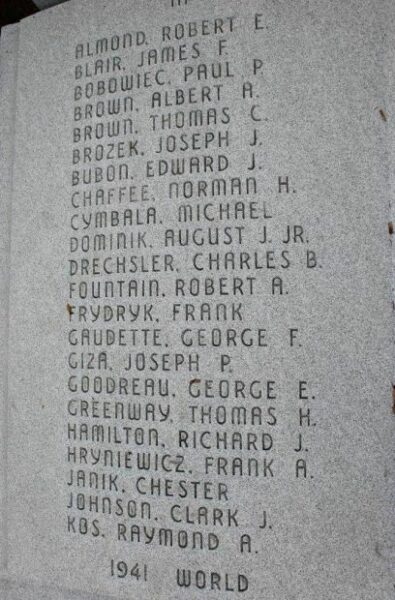 ALMOND, ROBERT E.
BLAIR, JAMES F.
BOBOWIEC, PAUL P.
BROWN, ALBERT A.
BROWN, THOMAS C.
BROZEK, JOSEPH J.
BUBON, EDWARD J.
CHAFFEE, NORMAN H.
CYMBALA, MICHAEL
DOMINIK, AUGUST J. JR.
DRECHSLER, CHARLES B.
FOUNTAIN, ROBERT A.
FRYDRYK, FRANK
GAUDETTE, GEORGE F.
GIZA, JOSEPH P.
GOODREAU, GEORGE E.
GREENWAY, THOMAS H.
HAMILTON, RICHARD J.
HRYNIEWICZ, FRANK A.
JANIK, CHESTER
JOHNSON, CLARK J.
KOS, RAYMOND A.
1941 WORLD